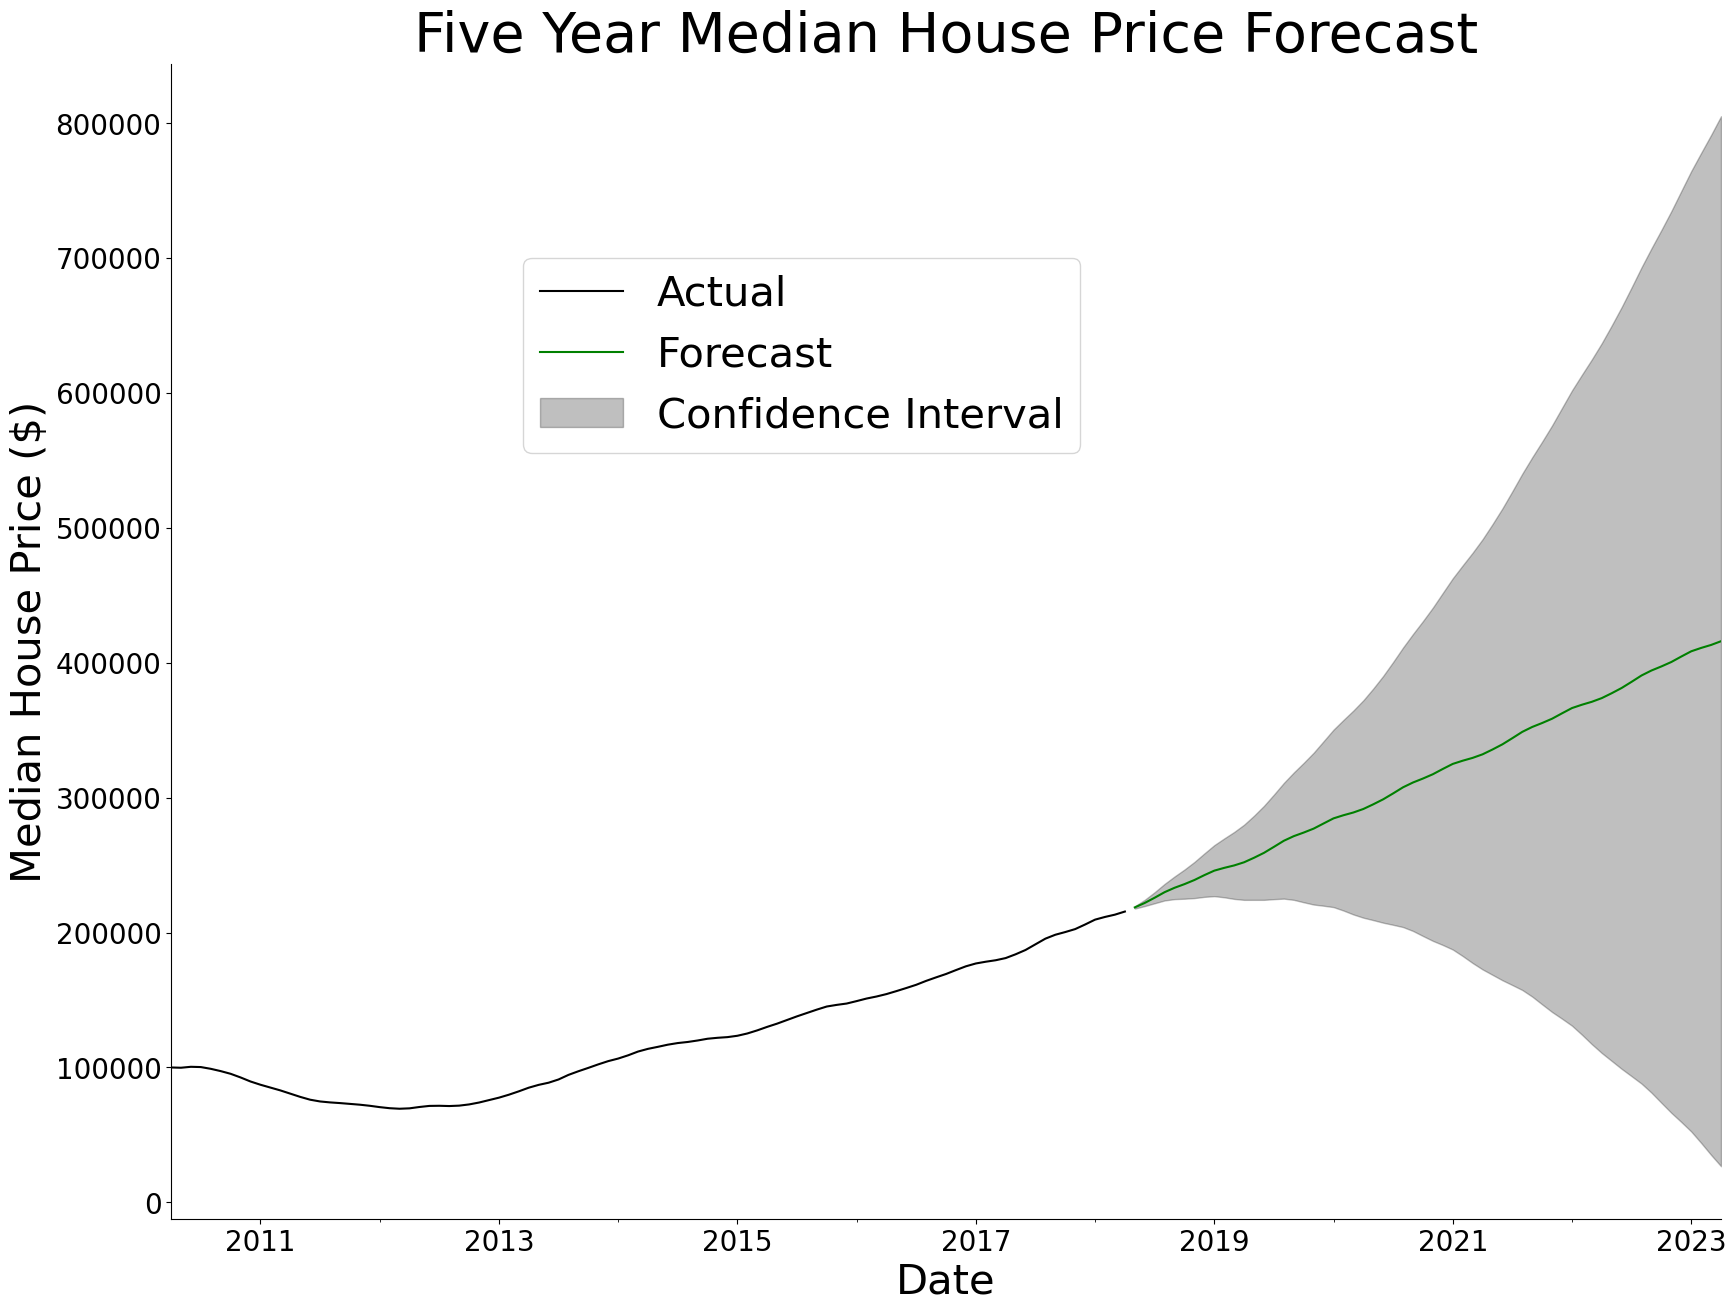 Five Year Median House Price Forecast
Median House Price ($)
800000
700000
600000
500000
400000
300000
200000
100000
0
Actual
Forecast
Confidence Interval
2011
2013
2015
2017
2019
2021
2023
Date